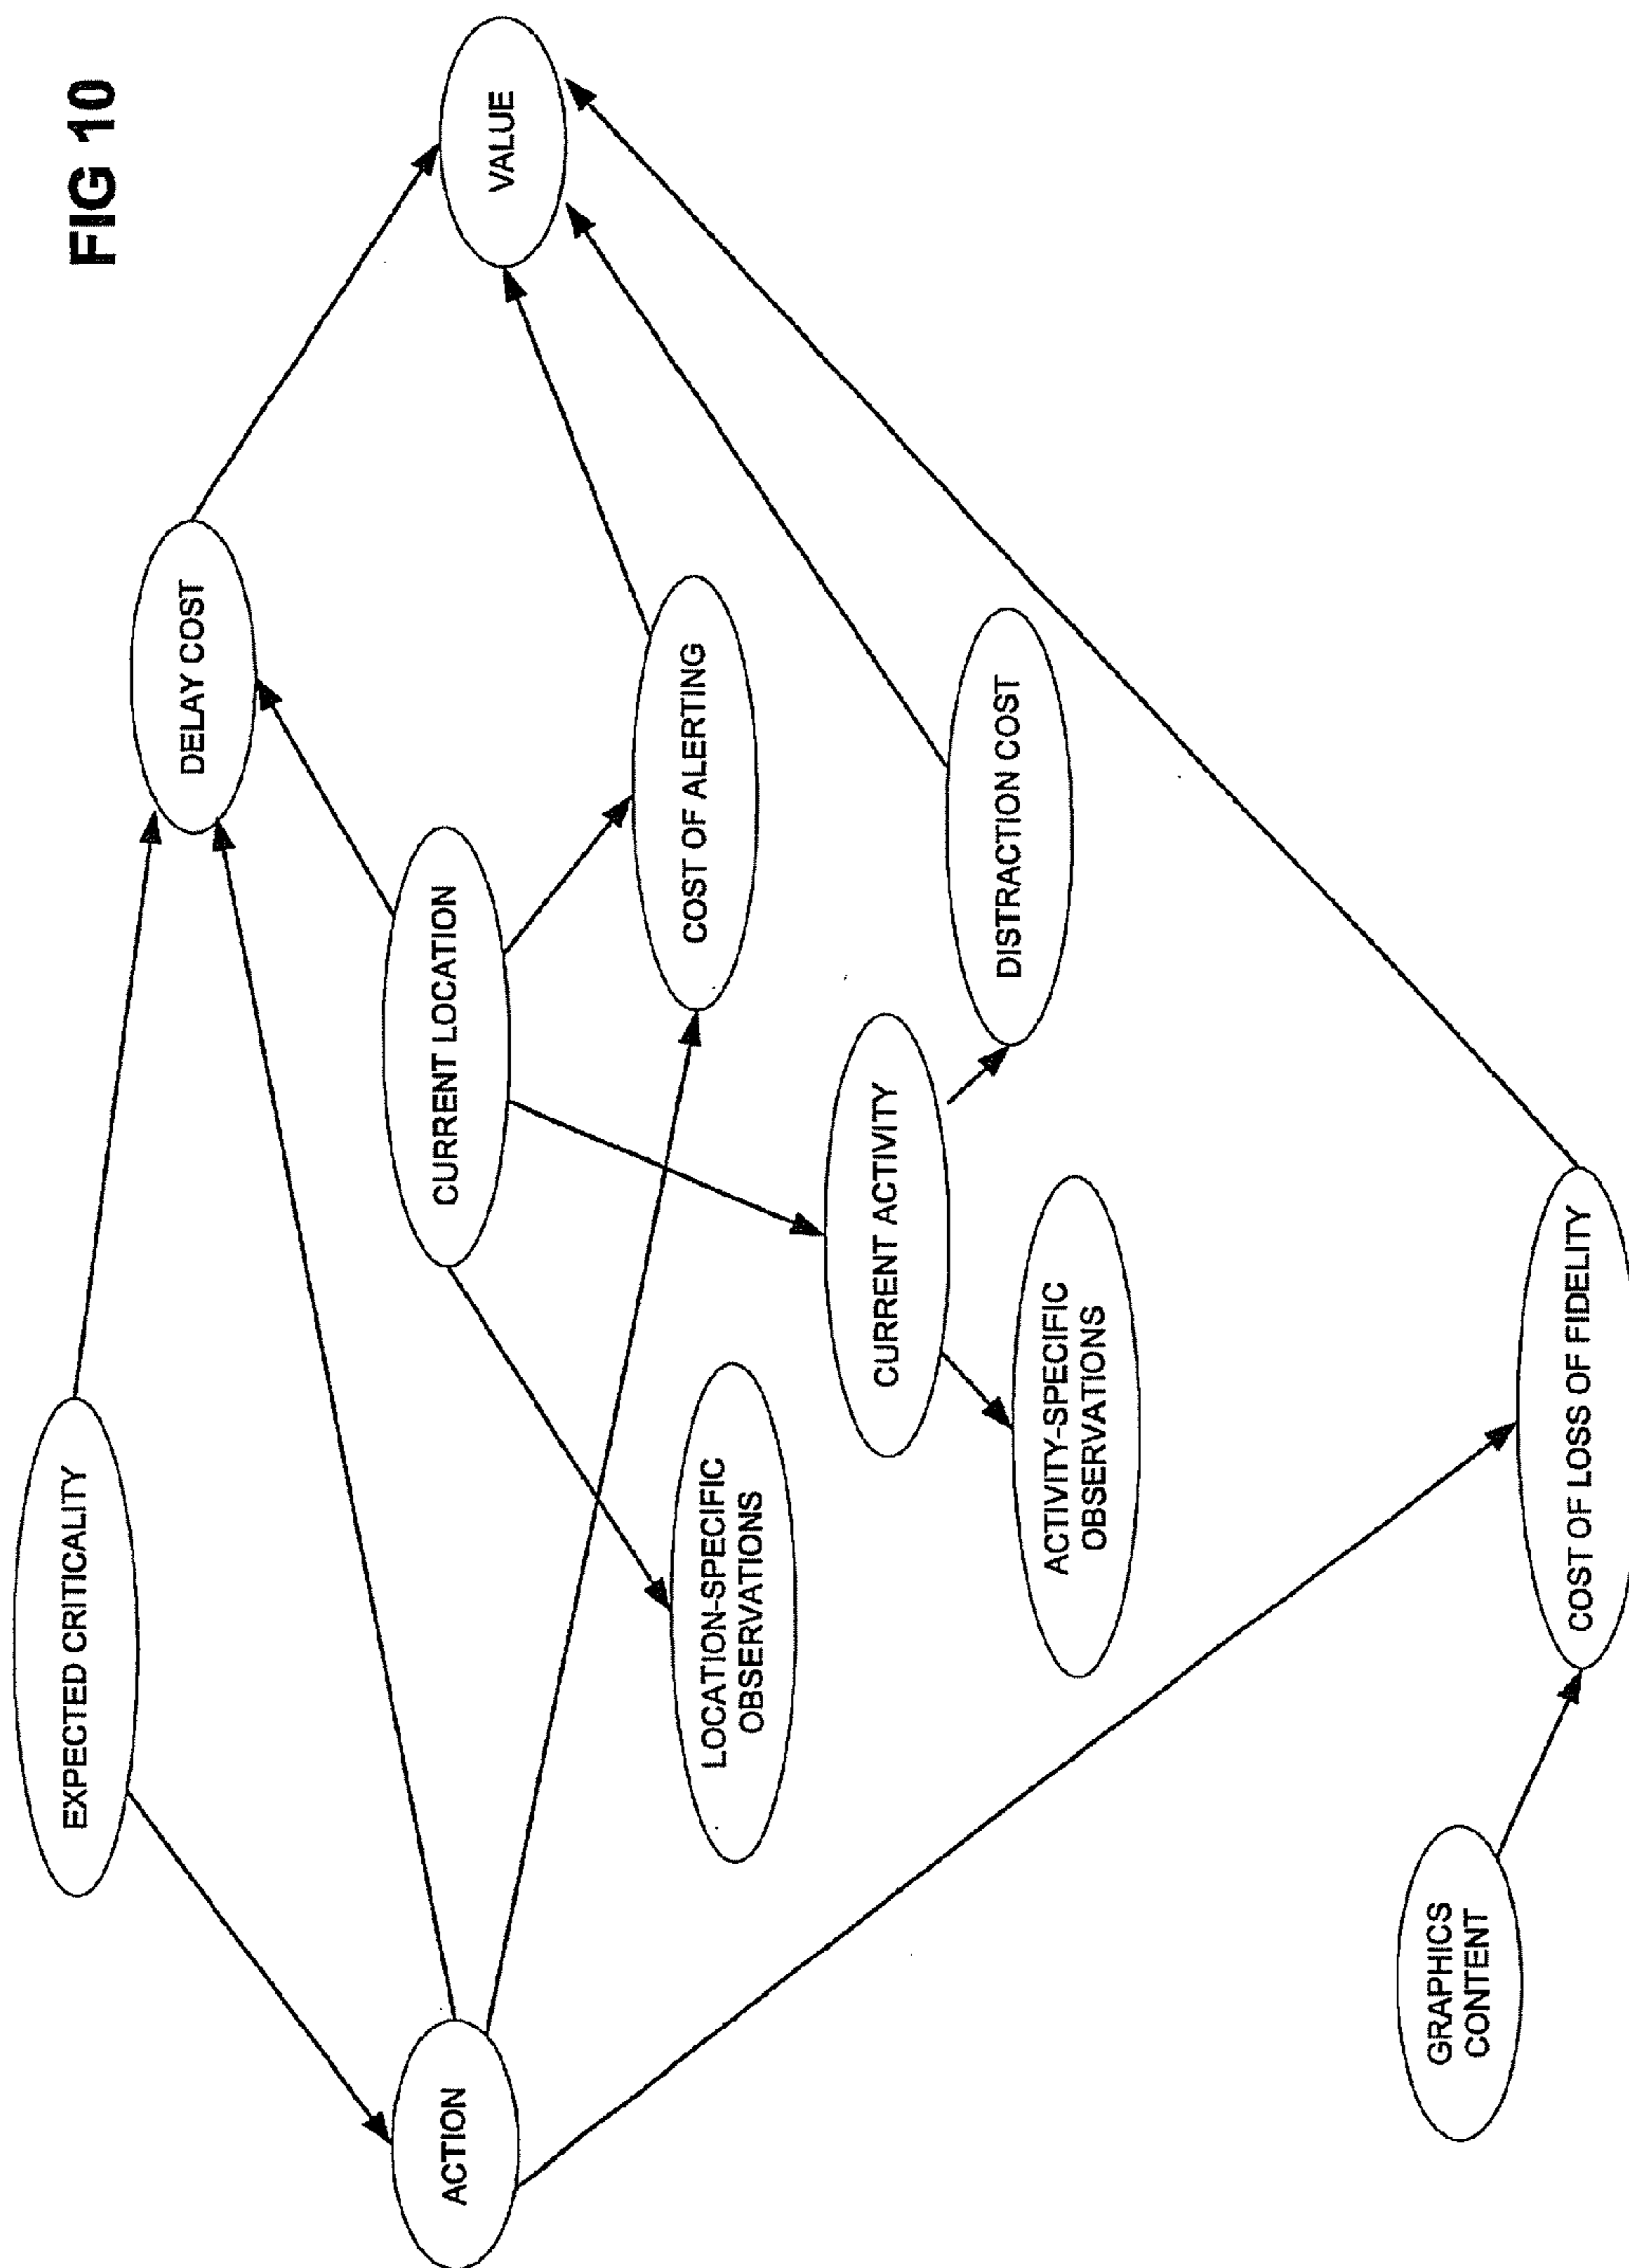 FIG 10
EXPECTED CRITICALITY
DELAY COST
ACTION
CURRENT LOCATION
VALUE
LOCATION-SPECIFIC
OBSERVATIONS
COST OF ALERTING
CURRENT ACTIVITY
ACTIVITY-SPECIFIC
OBSERVATIONS
DISTRACTION COST
GRAPHICS
CONTENT
COST OF LOSS OF FIDELITY